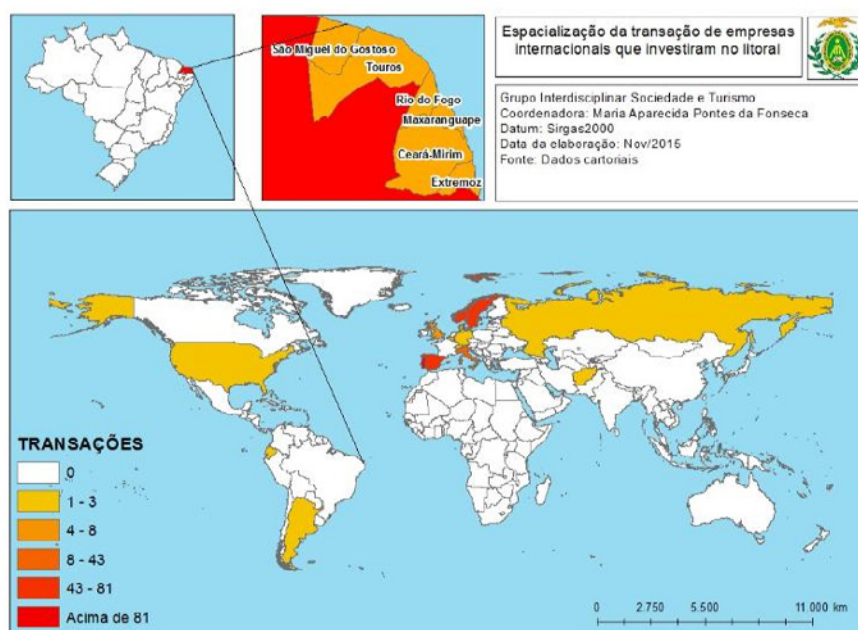 Espacialização da transação de empresas
internacionais que investiram no litoral
Grupo Interdisciplinar Sociedade e Turismo
Coordenadora: Maria Aparecida Pontes da Fonseca
Datum: Sirgas2000
Data da elaboração: Nov/2015
Fonte: Dados cartoriais
São Miguel do Gostoso
Touros
Rio do Fogo
Maxaranguape
Ceará-Mirim
Extremoz
TRANSAÇÕES
0
1 - 3
4 - 8
8 - 43
43 - 81
Acima de 81
0 2.750 5.500 11.000 km